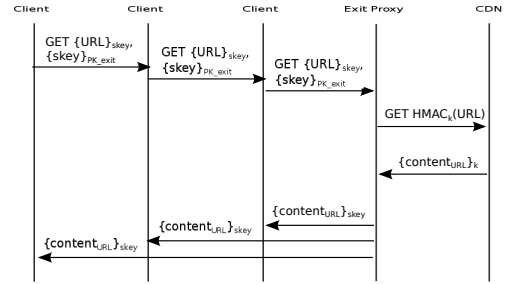 Client Client Client Exit Proxy CDN
GET {URL}skey,
{skey}PK_exit
GET {URL}skey,
{skey}PK_exit
GET {URL}skey,
{skey}PK_exit
GET HMACk(URL)
{contentURL}k
{contentURL}skey
{contentURL}skey
{contentURL}skey